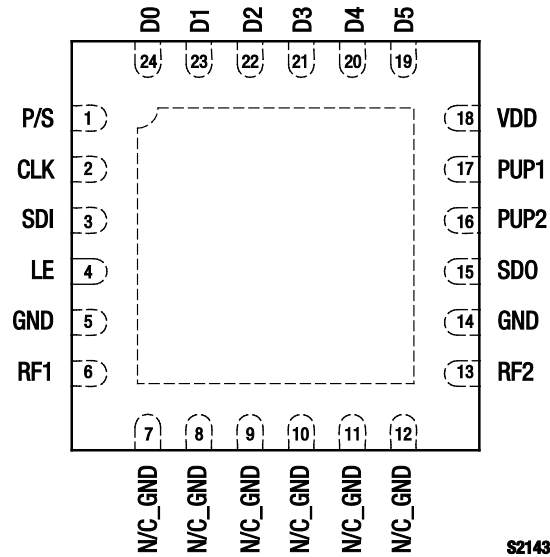 D0 D1 D2 D3 D4 D5
24 23 22 21 20 19
P/S 1 18 VDD
CLK 2 17 PUP1
SDI 3 16 PUP2
LE 4 15 SDO
GND 5 14 GND
RF1 6 13 RF2
7 8 9 10 11 12
N/C_GND N/C_GND N/C_GND N/C_GND N/C_GND N/C_GND
S2143